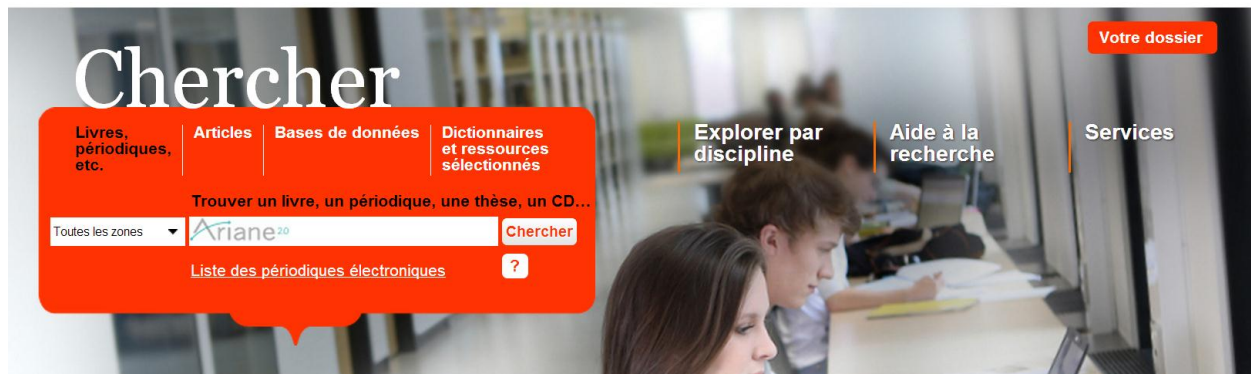 Votre dossier
Chercher
Livres,
périodiques,
etc.
Articles
Bases de données
Dictionnaires
et ressources
sélectionnés
Explorer par
discipline
Aide à la
recherche
Services
Trouver un livre, un périodique, une thèse, un CD...
Toutes les zones
Ariane 2.0
Chercher
Liste des périodiques électroniques
?